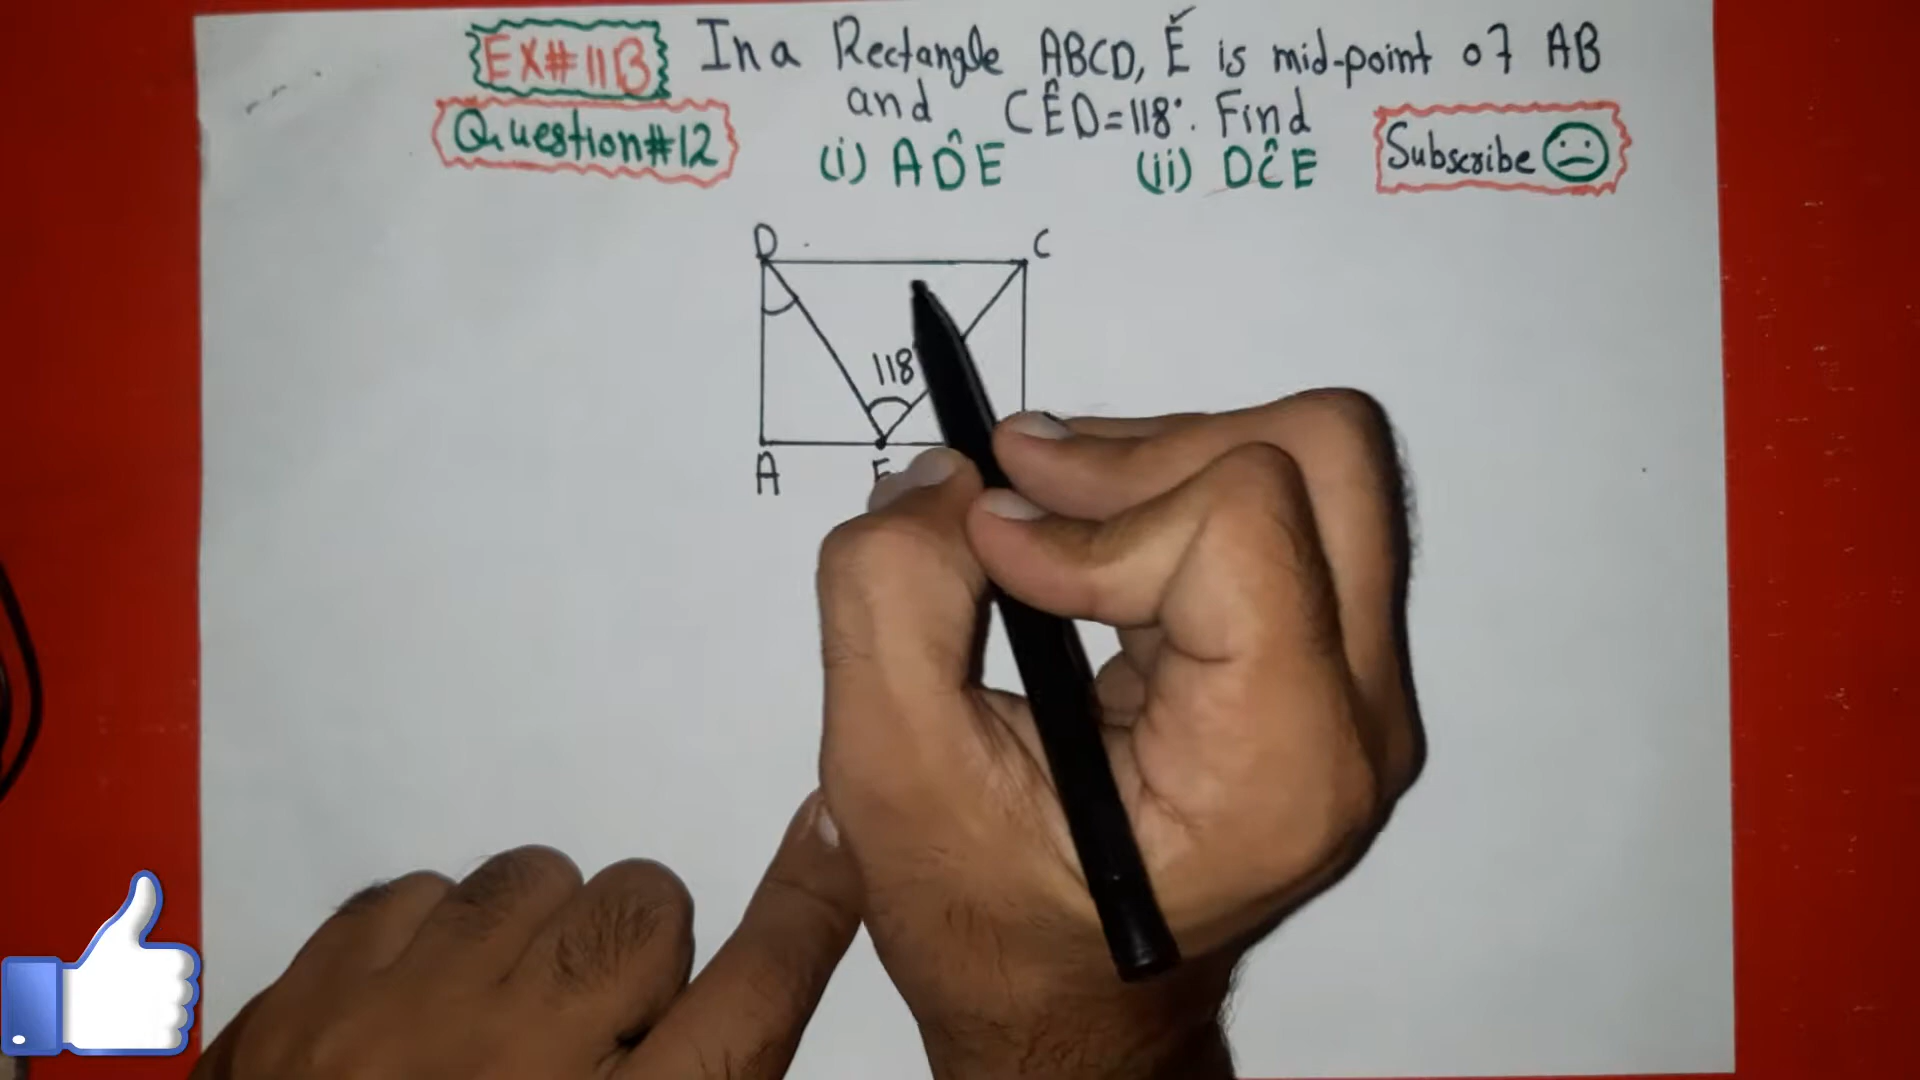 EX#11B
Question#12
In a Rectangle ABCD, E is mid-point of AB
and CÊD=118°. Find
(i) AD̂E (ii) DĈE
Subscribe
D C
118
A E